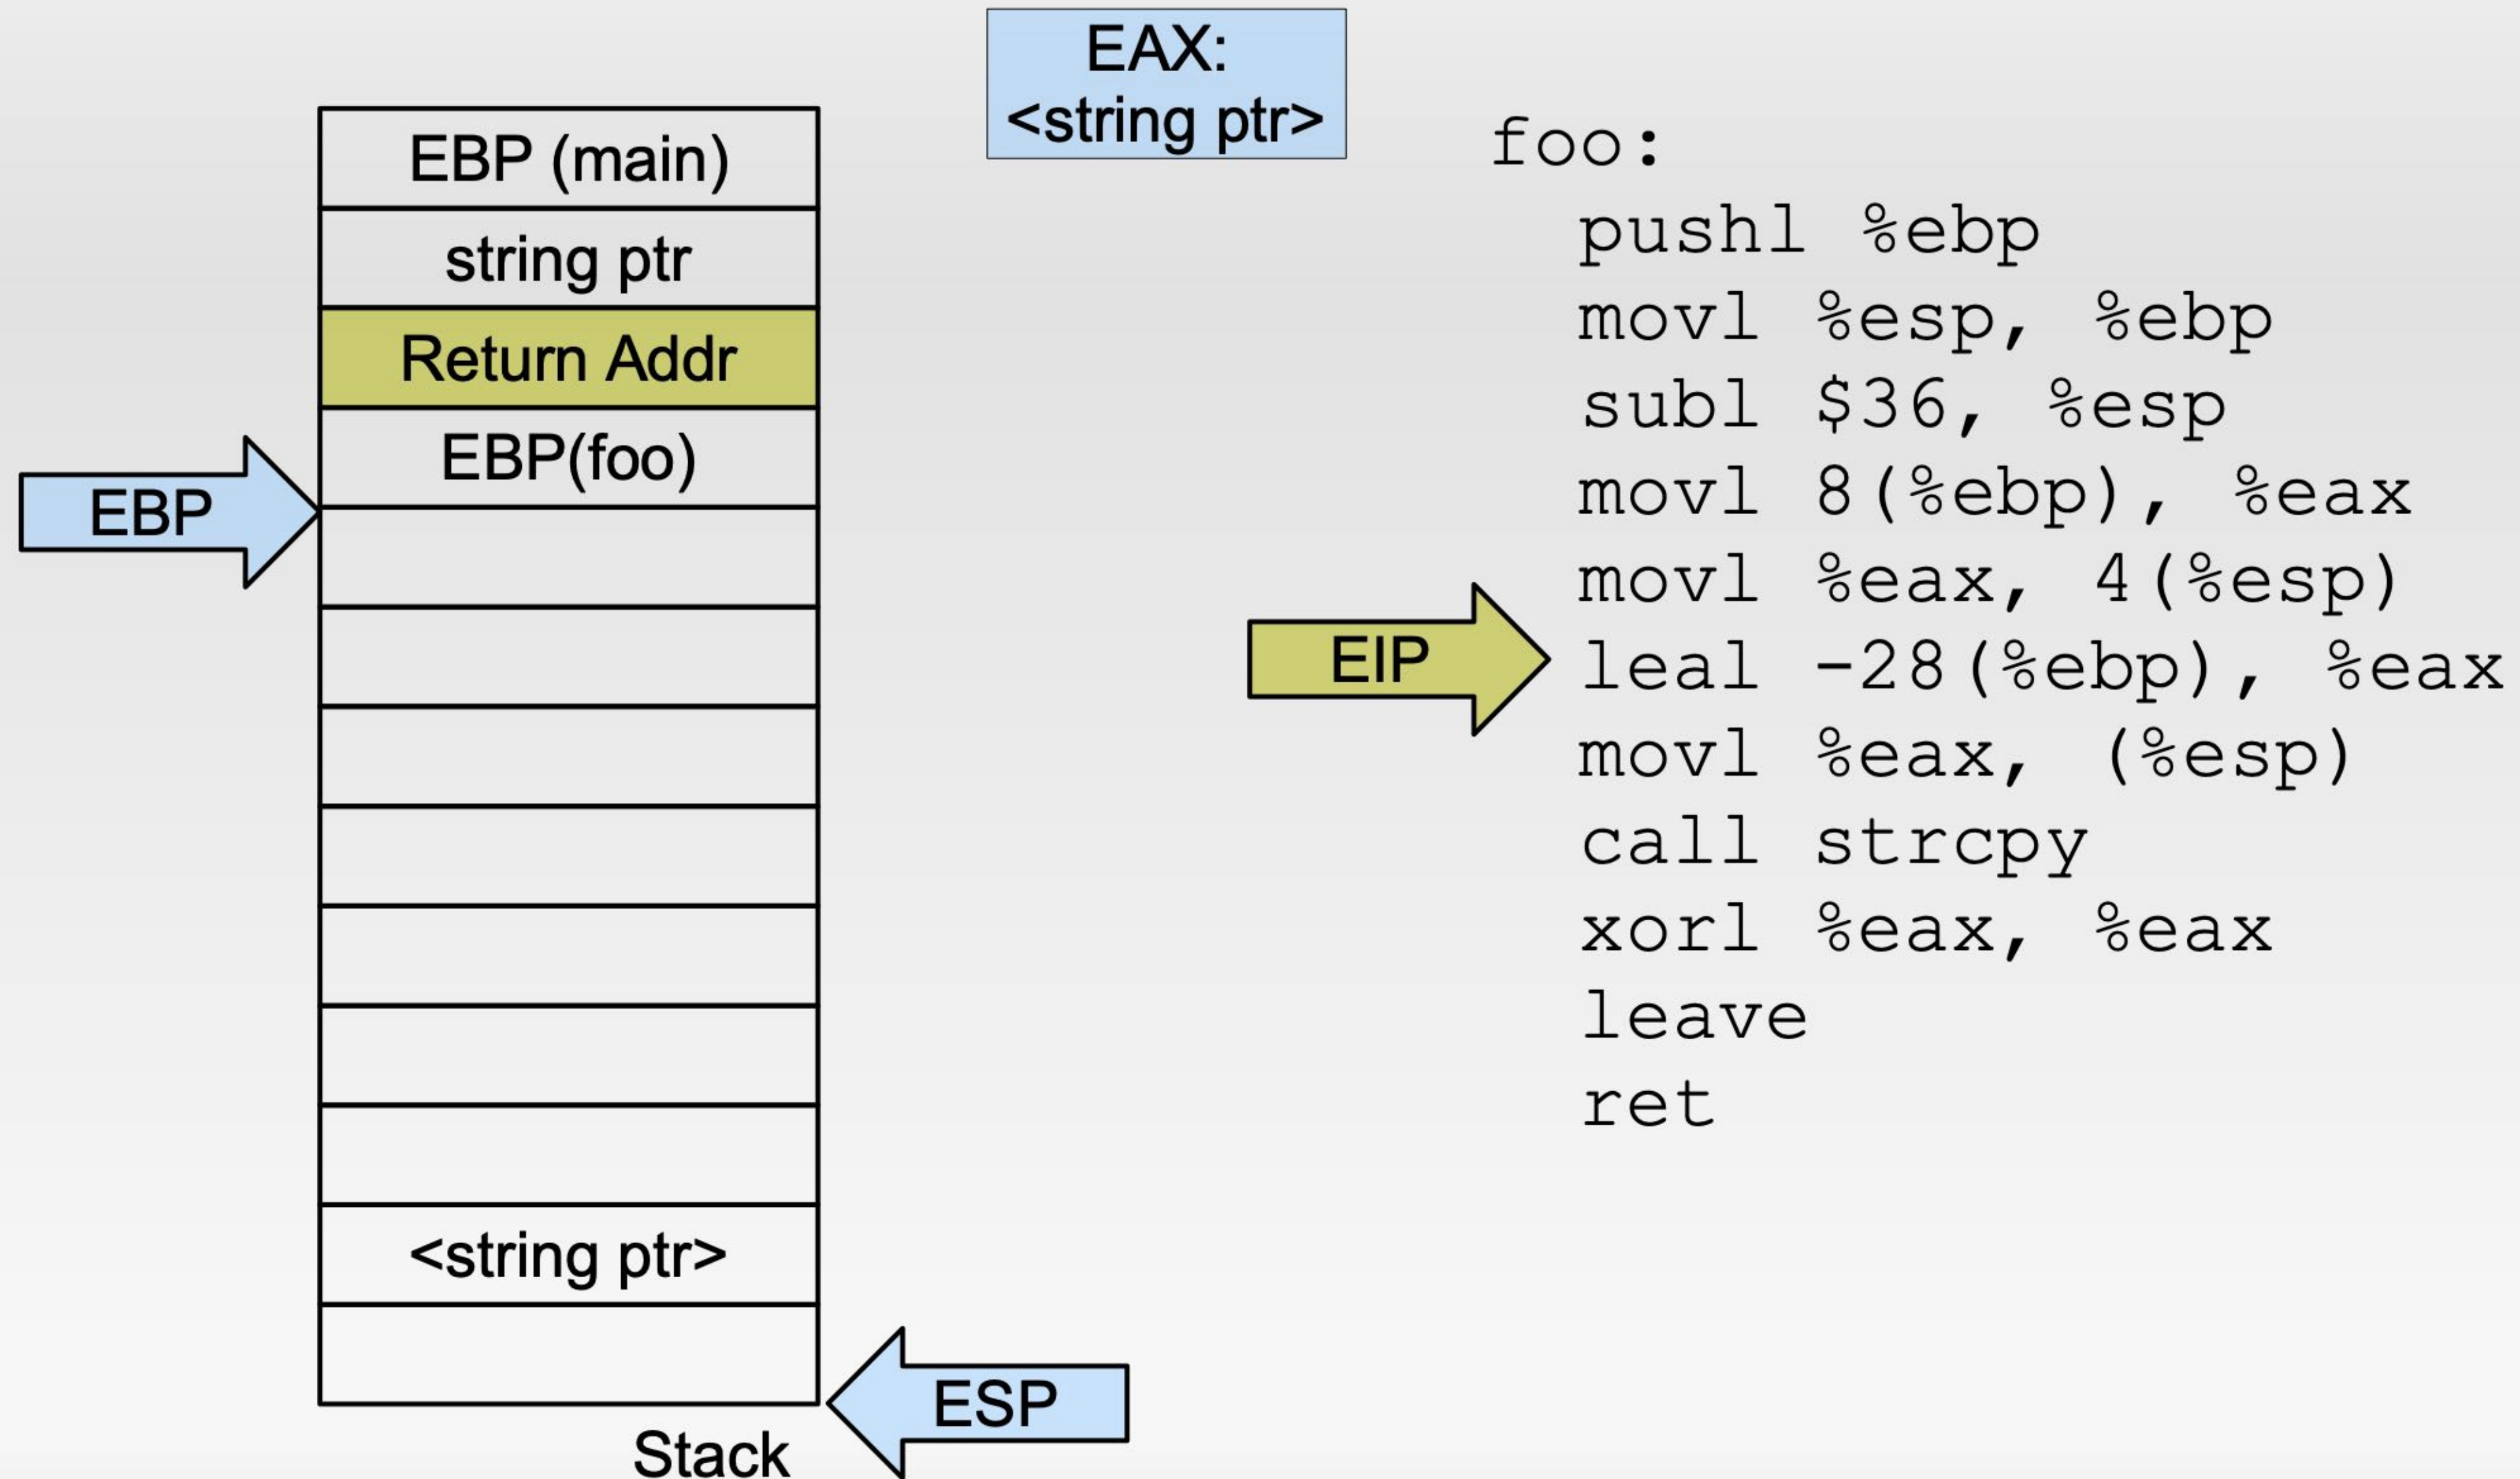 EAX:
<string ptr>
EBP (main)
string ptr
Return Addr
EBP(foo)
<string ptr>
Stack
EBP
ESP
EIP
foo:
pushl %ebp
movl %esp, %ebp
subl $36, %esp
movl 8(%ebp), %eax
movl %eax, 4(%esp)
leal -28(%ebp), %eax
movl %eax, (%esp)
call strcpy
xorl %eax, %eax
leave
ret